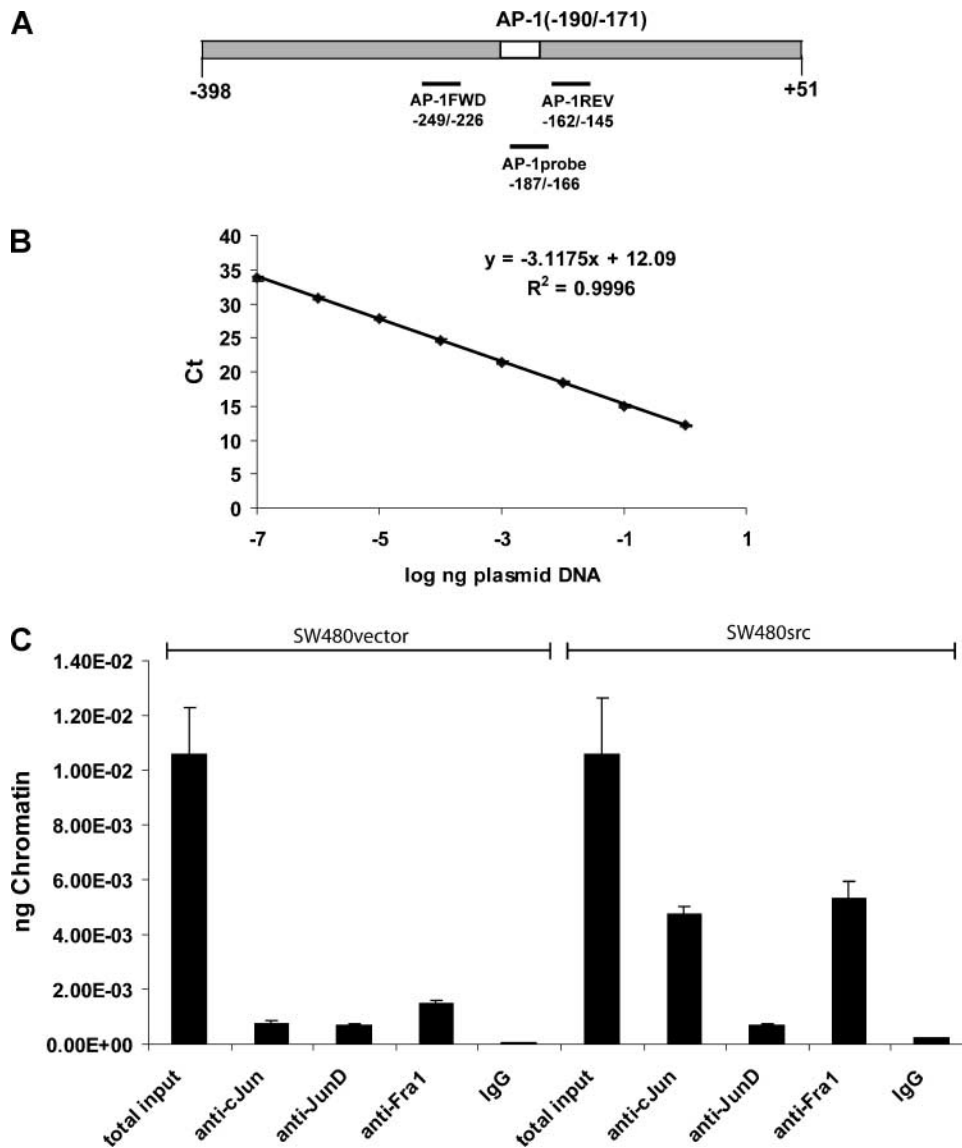 A
AP-1(-190/-171)
-398
+51
AP-1FWD
-249/-226
AP-1REV
-162/-145
AP-1probe
-187/-166
B
40
35
30
25
20
15
10
5
0
Ct
y = -3.1175x + 12.09
R² = 0.9996
-7
-5
-3
-1
1
log ng plasmid DNA
C
SW480vector
SW480src
1.40E-02
1.20E-02
1.00E-02
8.00E-03
6.00E-03
4.00E-03
2.00E-03
0.00E+00
ng Chromatin
total input
anti-cJun
anti-JunD
anti-Fra1
IgG
total input
anti-cJun
anti-JunD
anti-Fra1
IgG